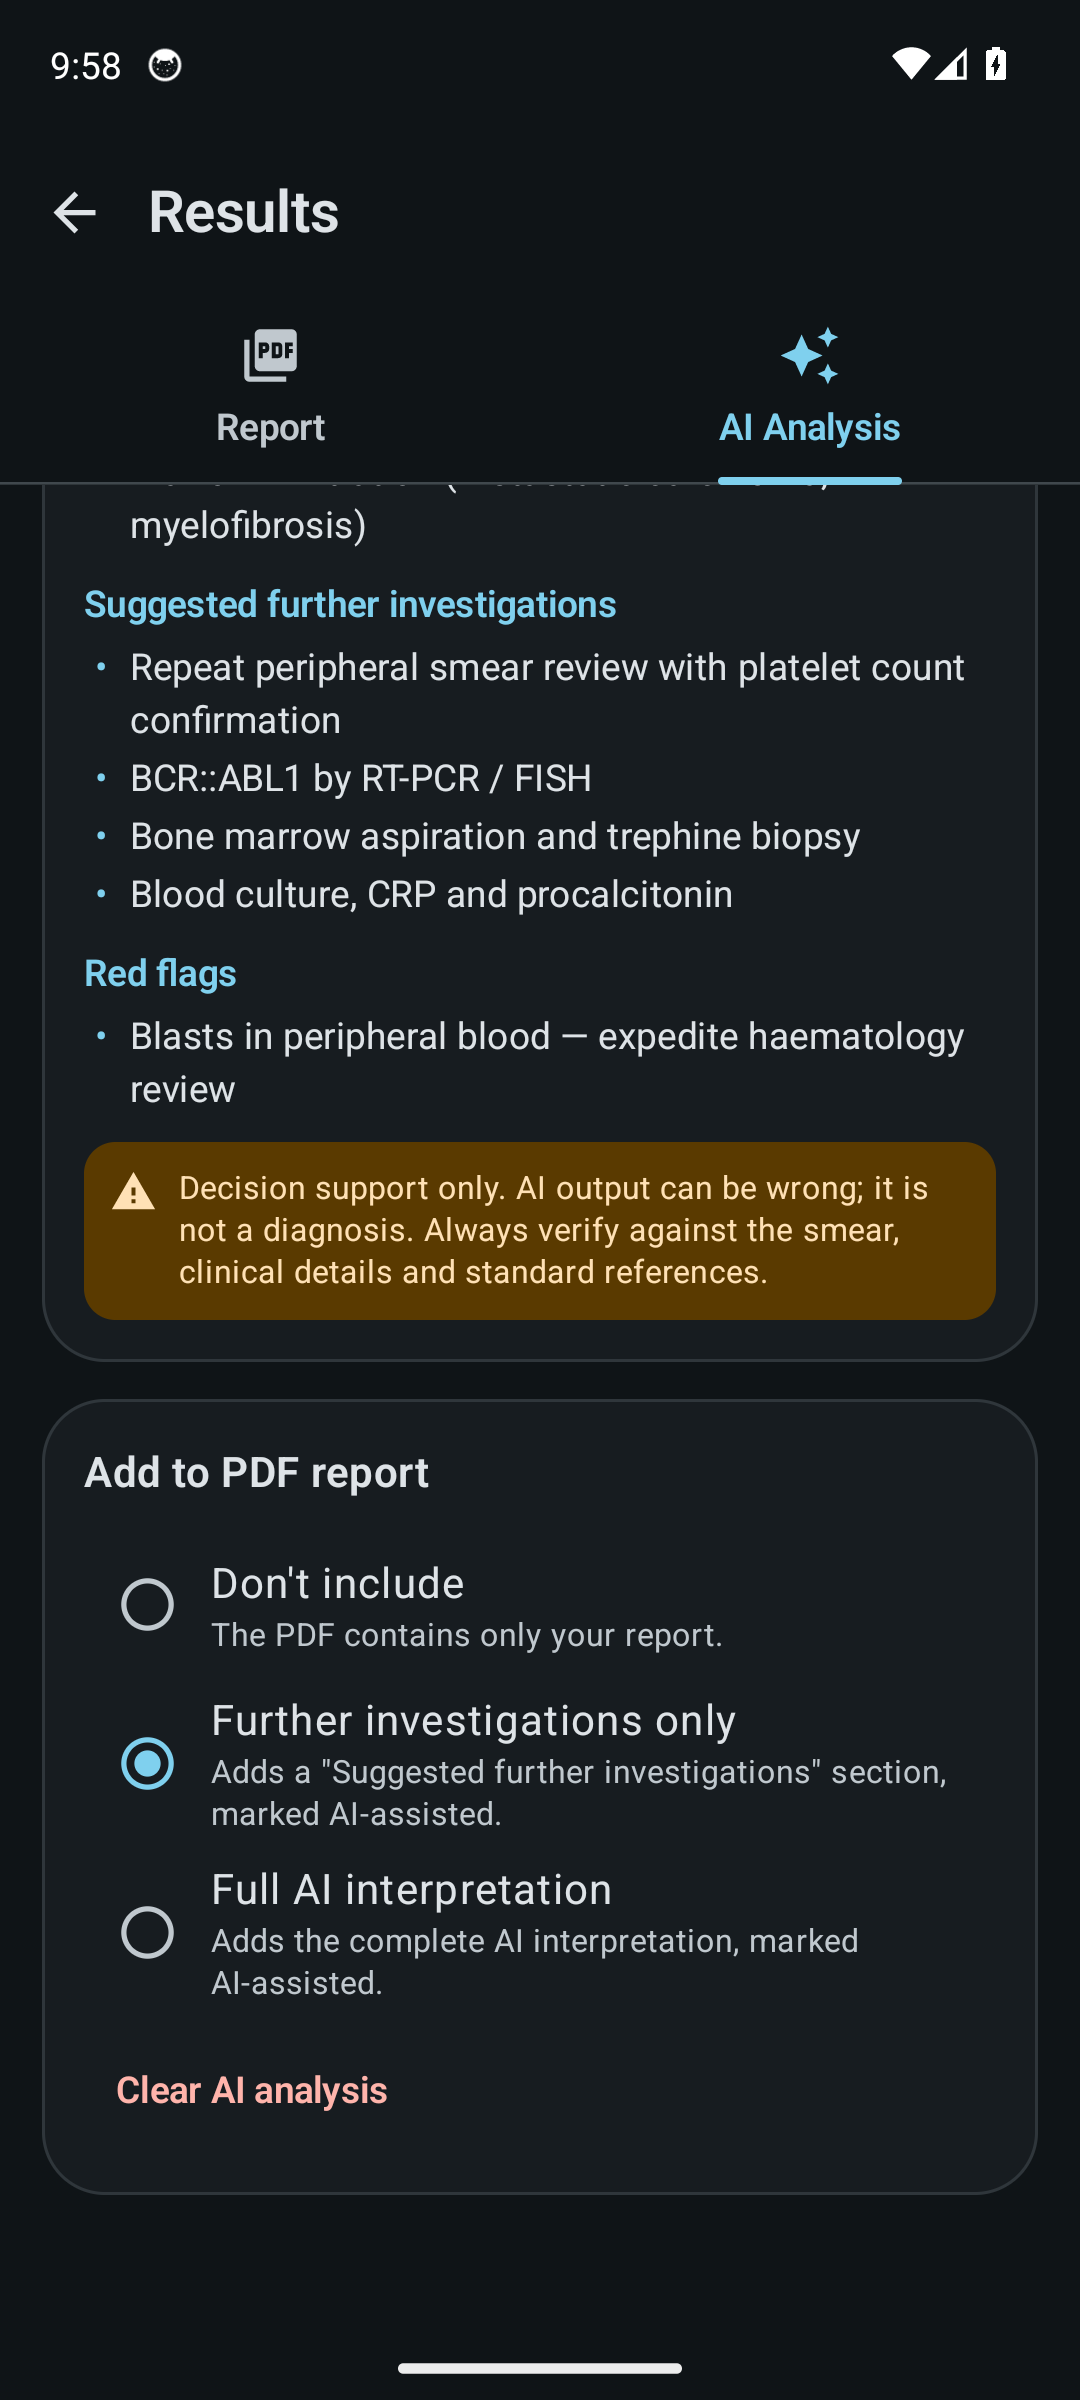 9:58
Results
PDF
Report
AI Analysis
myelofibrosis)
Suggested further investigations
• Repeat peripheral smear review with platelet count
confirmation
• BCR::ABL1 by RT-PCR / FISH
• Bone marrow aspiration and trephine biopsy
• Blood culture, CRP and procalcitonin
Red flags
• Blasts in peripheral blood — expedite haematology
review
Decision support only. AI output can be wrong; it is
not a diagnosis. Always verify against the smear,
clinical details and standard references.
Add to PDF report
Don't include
The PDF contains only your report.
Further investigations only
Adds a "Suggested further investigations" section,
marked AI-assisted.
Full AI interpretation
Adds the complete AI interpretation, marked
AI-assisted.
Clear AI analysis